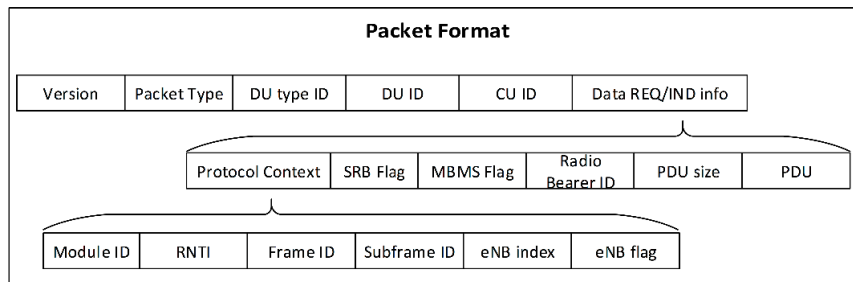 Packet Format
Version Packet Type DU type ID DU ID CU ID Data REQ/IND info
Protocol Context SRB Flag MBMS Flag Radio Bearer ID PDU size PDU
Module ID RNTI Frame ID Subframe ID eNB index eNB flag